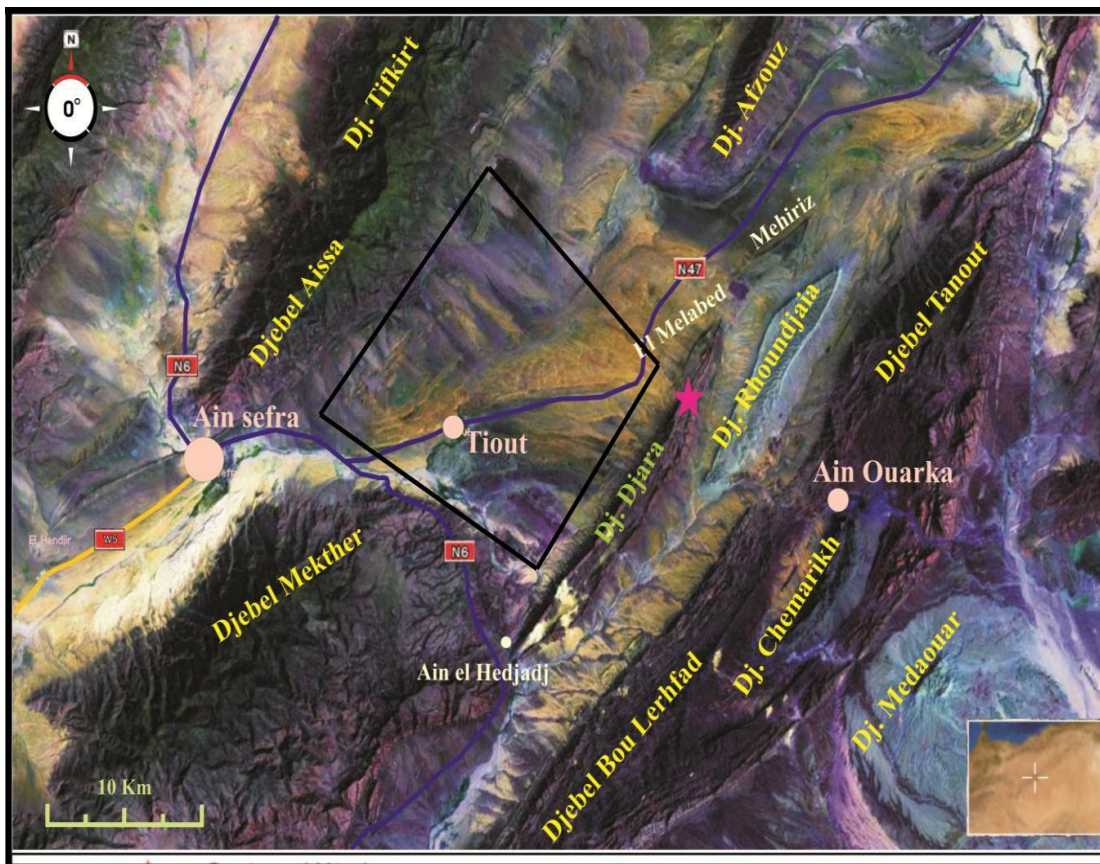 N
0°
Dj. Tifkirt
Dj. Afzouz
Mehiriz
N47
Djebel Aissa
El Melabed
Dj. Rhoundjaia
Djebel Tanout
N6
Ain sefra
Tiout
Ain Ouarka
Dj. Djara
El Hendjir
W5
N6
Djebel Mekther
Dj. Chemarikh
Ain el Hedjadj
Dj. Medaouar
Djebel Bou Lerhfad
10 Km